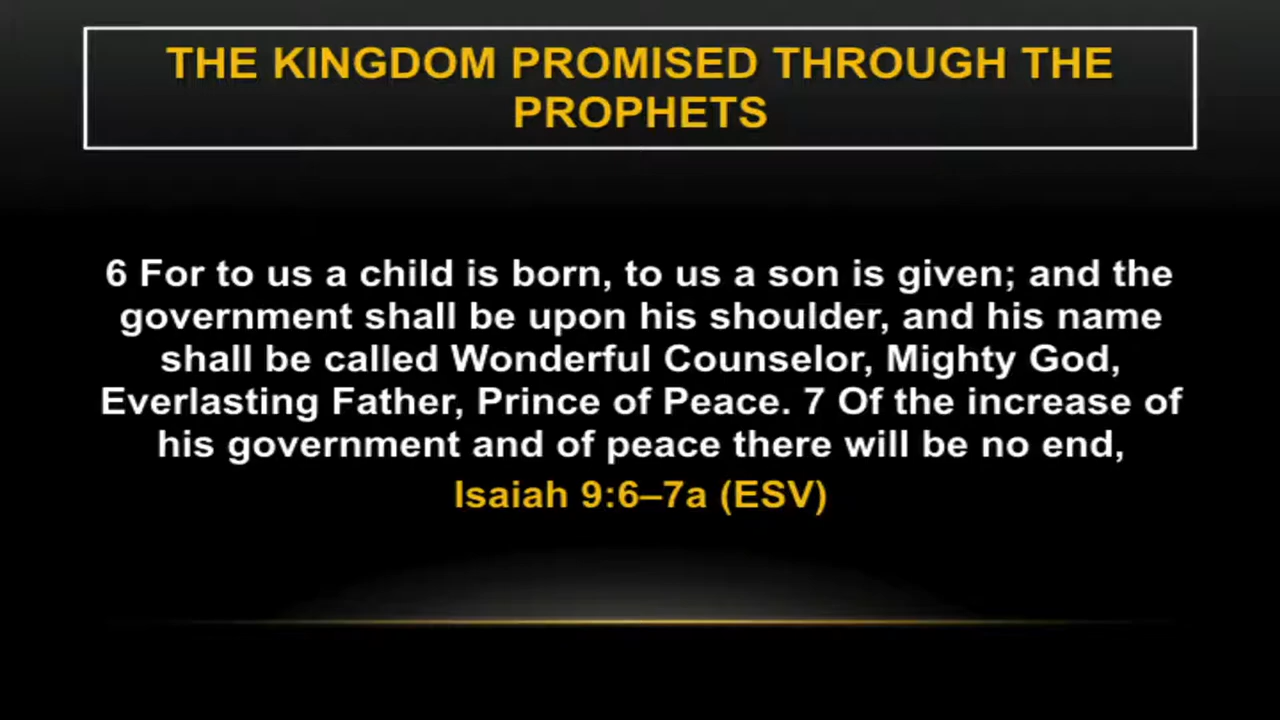 THE KINGDOM PROMISED THROUGH THE
PROPHETS
6 For to us a child is born, to us a son is given; and the
government shall be upon his shoulder, and his name
shall be called Wonderful Counselor, Mighty God,
Everlasting Father, Prince of Peace. 7 Of the increase of
his government and of peace there will be no end,
Isaiah 9:6–7a (ESV)